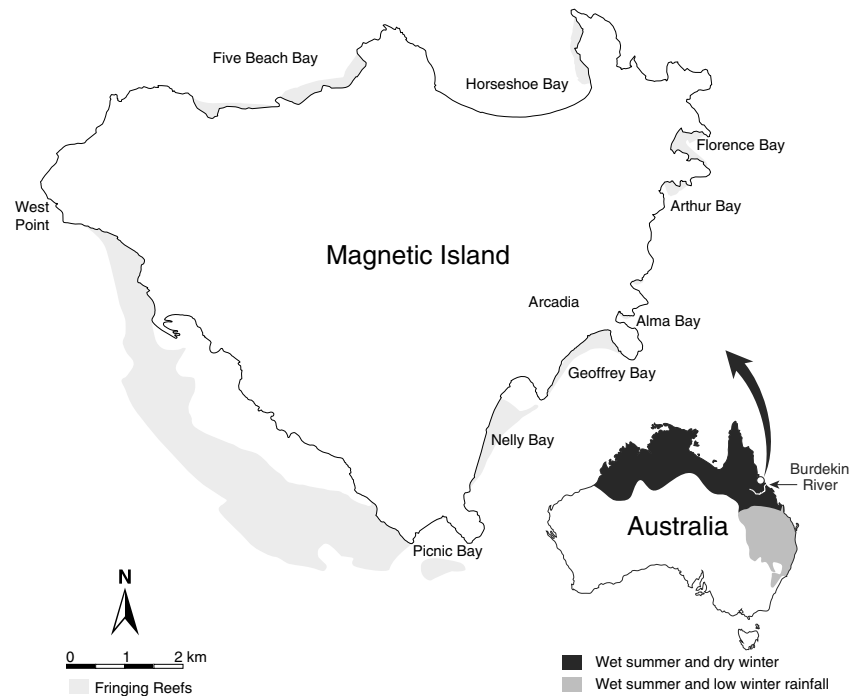 Five Beach Bay
Horseshoe Bay
Florence Bay
West
Point
Arthur Bay
Magnetic Island
Arcadia
Alma Bay
Geoffrey Bay
Nelly Bay
Burdekin
River
Australia
Picnic Bay
N
0 1 2 km
Fringing Reefs
Wet summer and dry winter
Wet summer and low winter rainfall